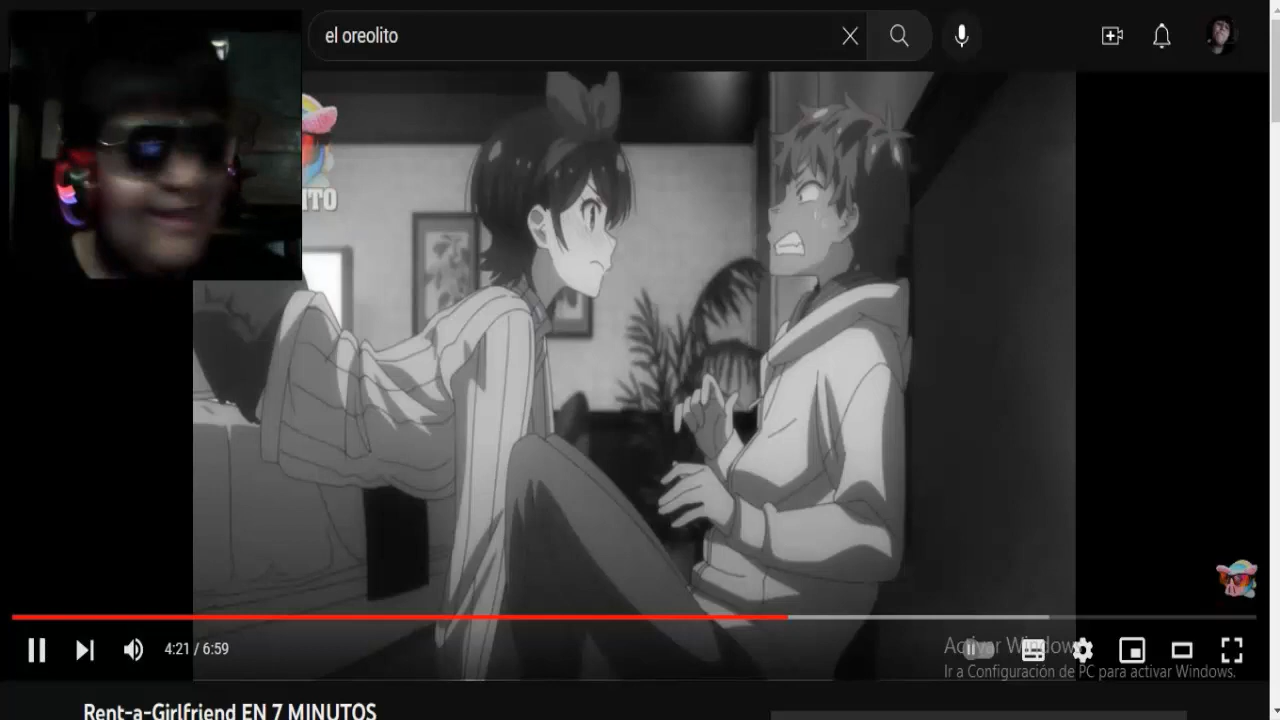 el oreolito
ITO
4:21 / 6:59
Activar Windows
Ir a Configuración de PC para activar Windows.
Rent-a-Girlfriend EN 7 MINUTOS